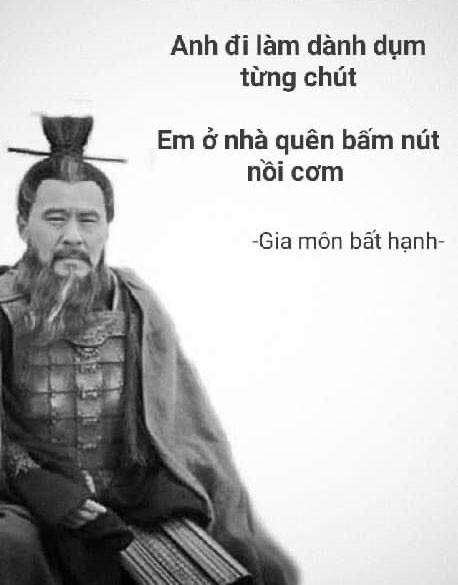 Anh đi làm dành dụm
từng chút
Em ở nhà quên bấm nút
nồi cơm
-Gia môn bất hạnh-